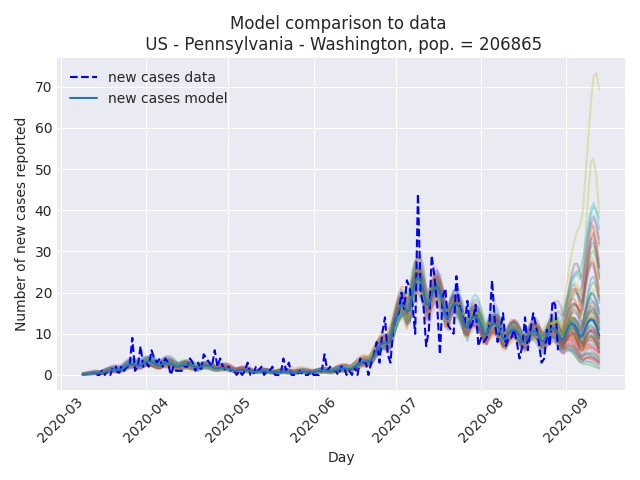 Model comparison to data
US - Pennsylvania - Washington, pop. = 206865
new cases data
new cases model
Number of new cases reported
70
60
50
40
30
20
10
0
2020-03
2020-04
2020-05
2020-06
2020-07
2020-08
2020-09
Day